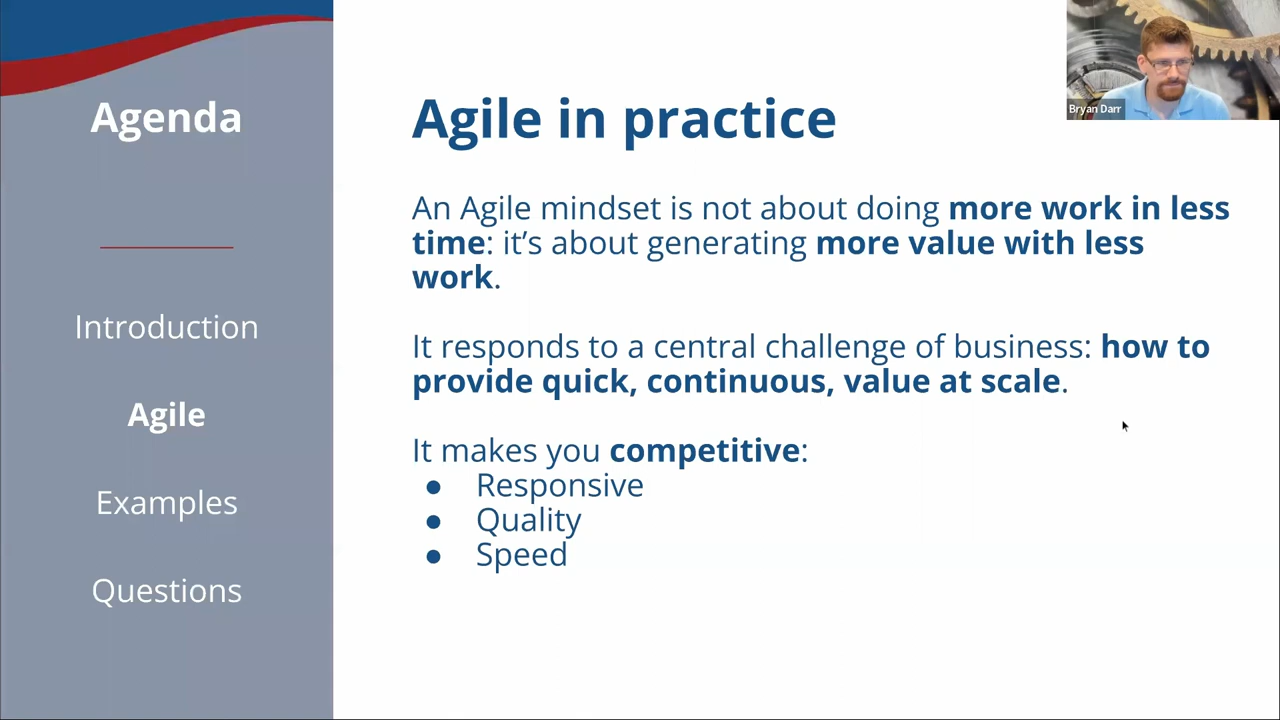 Agenda
Introduction
Agile
Examples
Questions
Agile in practice
An Agile mindset is not about doing more work in less
time: it’s about generating more value with less
work.
It responds to a central challenge of business: how to
provide quick, continuous, value at scale.
It makes you competitive:
● Responsive
● Quality
● Speed
Bryan Darr